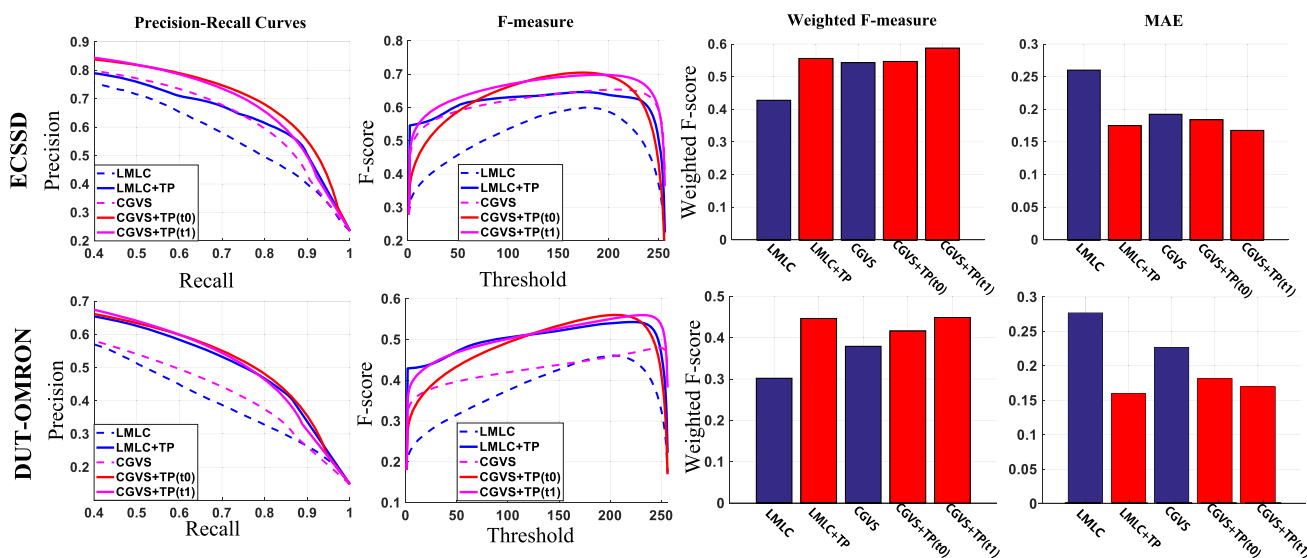 Precision-Recall Curves
F-measure
Weighted F-measure
MAE
ECSSD
Precision
0.9
0.8
0.7
0.6
0.5
0.4
0.3
0.2
LMLC
LMLC+TP
CGVS
CGVS+TP(t0)
CGVS+TP(t1)
0.4 0.5 0.6 0.7 0.8 0.9 1
Recall
F-score
0.8
0.7
0.6
0.5
0.4
0.3
0.2
LMLC
LMLC+TP
CGVS
CGVS+TP(t0)
CGVS+TP(t1)
0 50 100 150 200 250
Threshold
Weighted F-score
0.6
0.5
0.4
0.3
0.2
0.1
0
LMLC
LMLC+TP
CGVS
CGVS+TP(t0)
CGVS+TP(t1)
0.3
0.25
0.2
0.15
0.1
0.05
0
LMLC
LMLC+TP
CGVS
CGVS+TP(t0)
CGVS+TP(t1)
DUT-OMRON
Precision
0.7
0.6
0.5
0.4
0.3
0.2
LMLC
LMLC+TP
CGVS
CGVS+TP(t0)
CGVS+TP(t1)
0.4 0.5 0.6 0.7 0.8 0.9 1
Recall
F-score
0.6
0.5
0.4
0.3
0.2
0.1
LMLC
LMLC+TP
CGVS
CGVS+TP(t0)
CGVS+TP(t1)
0 50 100 150 200 250
Threshold
Weighted F-score
0.5
0.4
0.3
0.2
0.1
0
LMLC
LMLC+TP
CGVS
CGVS+TP(t0)
CGVS+TP(t1)
0.3
0.25
0.2
0.15
0.1
0.05
0
LMLC
LMLC+TP
CGVS
CGVS+TP(t0)
CGVS+TP(t1)